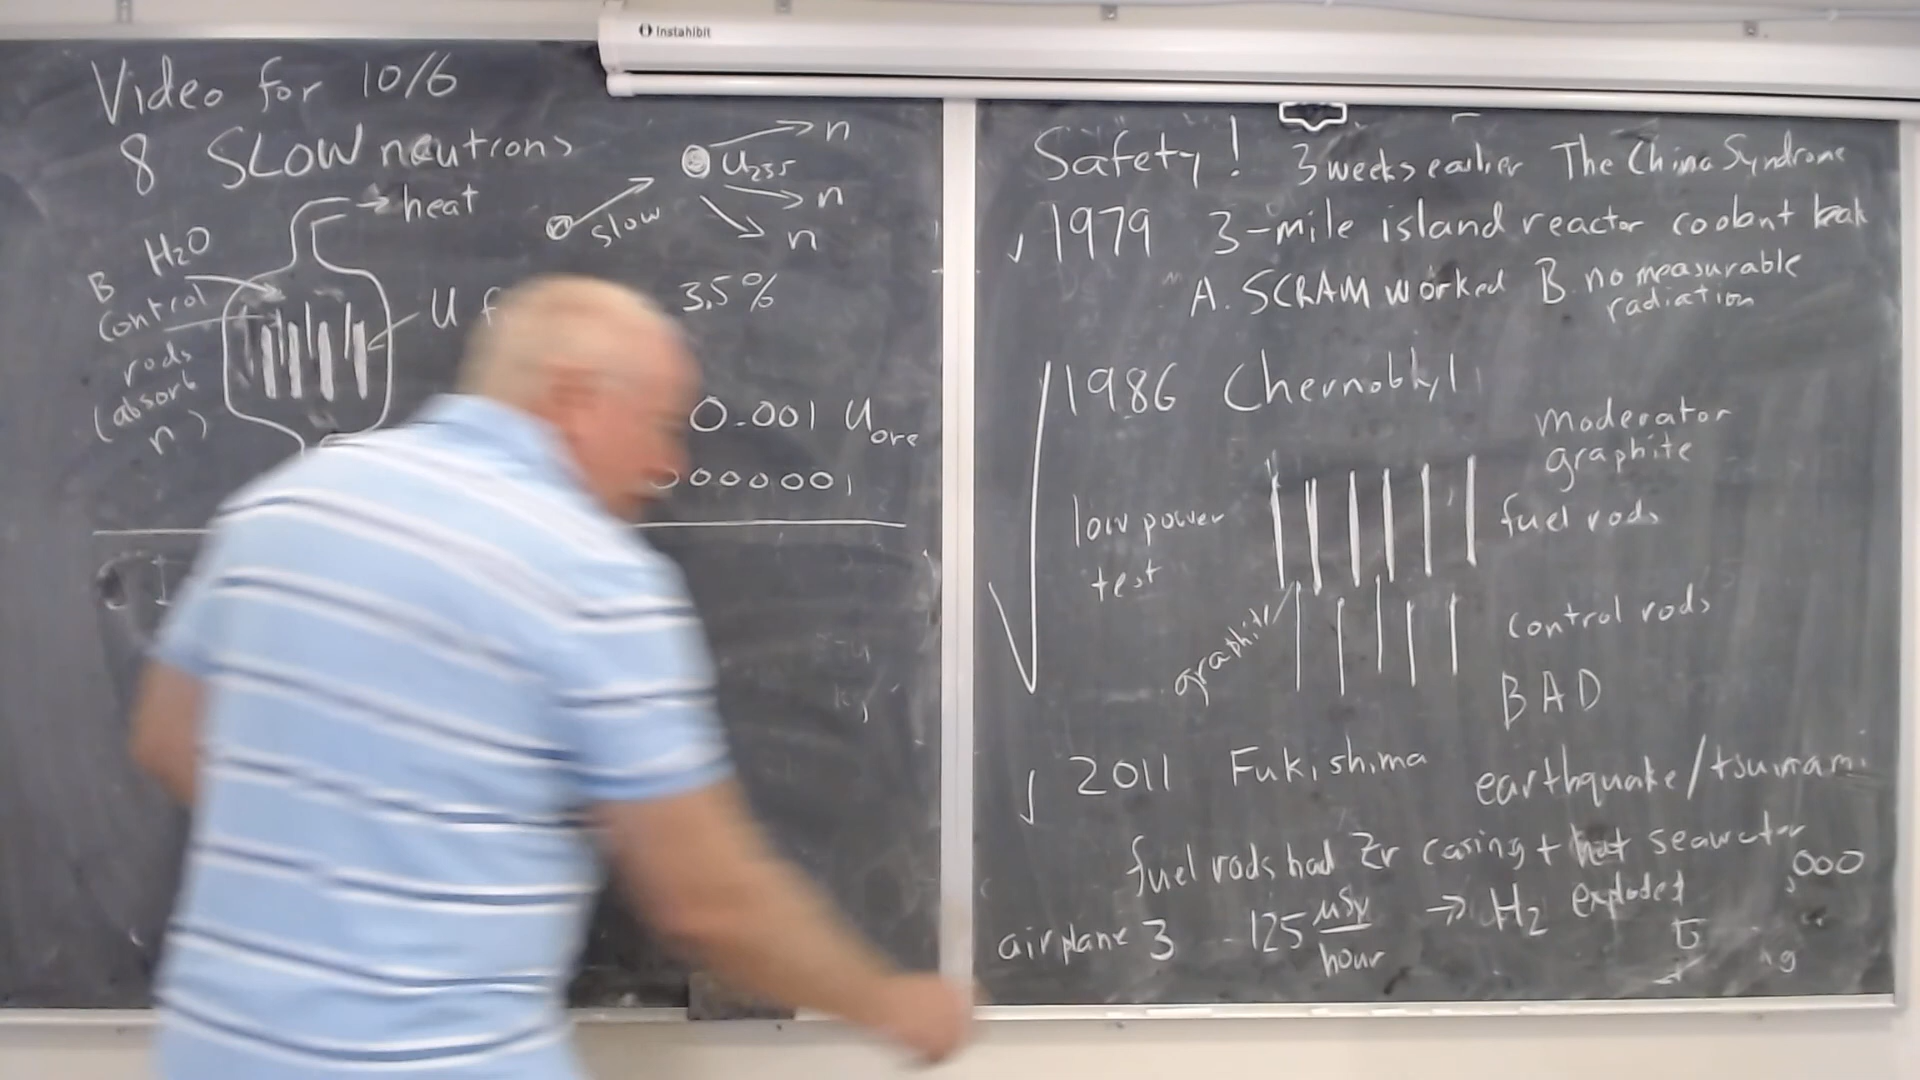 Instahibit
Video for 10/6
8 SLOW neutrons
n
U235
n
n
slow
heat
H2O
B
control
rods
(absorb
n)
U
3.5%
0.001 Uore
000001
Safety! 3 weeks earlier The China Syndrome
1979 3-mile island reactor coolant leak
A. SCRAM worked B. no measurable
radiation
1986 Chernobyl
moderator
graphite
low power
test
fuel rods
graphite
control rods
BAD
2011 Fukishima earthquake/tsunami
fuel rods had Zr casing + hot seawater
,000
airplane 3 125 µSv
hour
→ H2 exploded